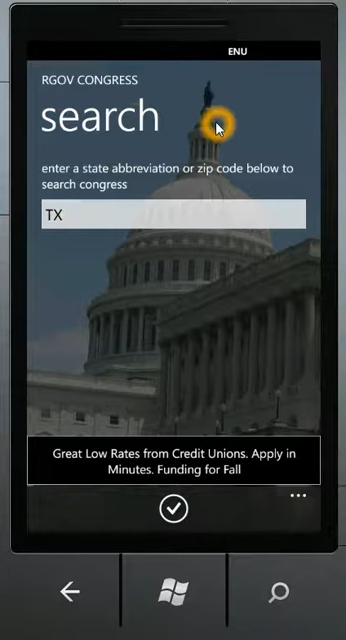 ENU
RGOV CONGRESS
search
enter a state abbreviation or zip code below to
search congress
TX
Great Low Rates from Credit Unions. Apply in
Minutes. Funding for Fall